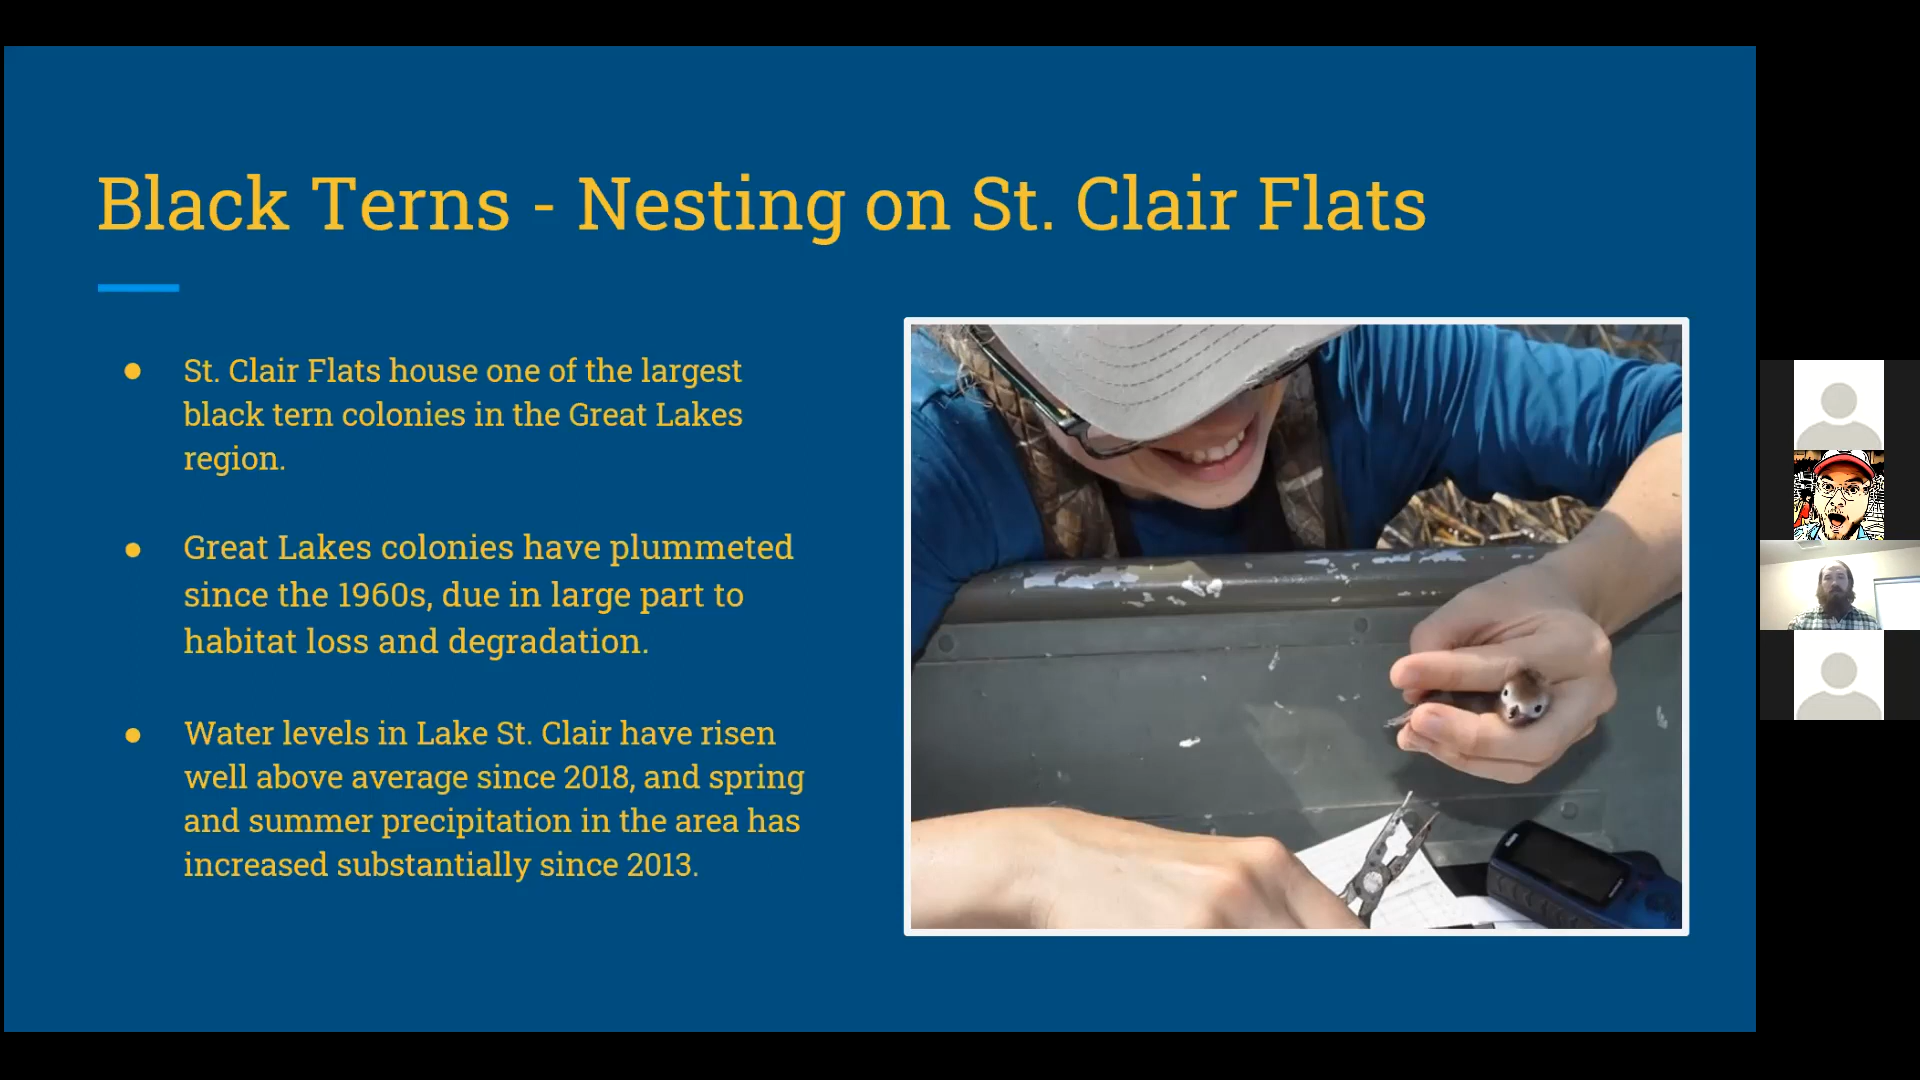 Black Terns - Nesting on St. Clair Flats
● St. Clair Flats house one of the largest
black tern colonies in the Great Lakes
region.
● Great Lakes colonies have plummeted
since the 1960s, due in large part to
habitat loss and degradation.
● Water levels in Lake St. Clair have risen
well above average since 2018, and spring
and summer precipitation in the area has
increased substantially since 2013.